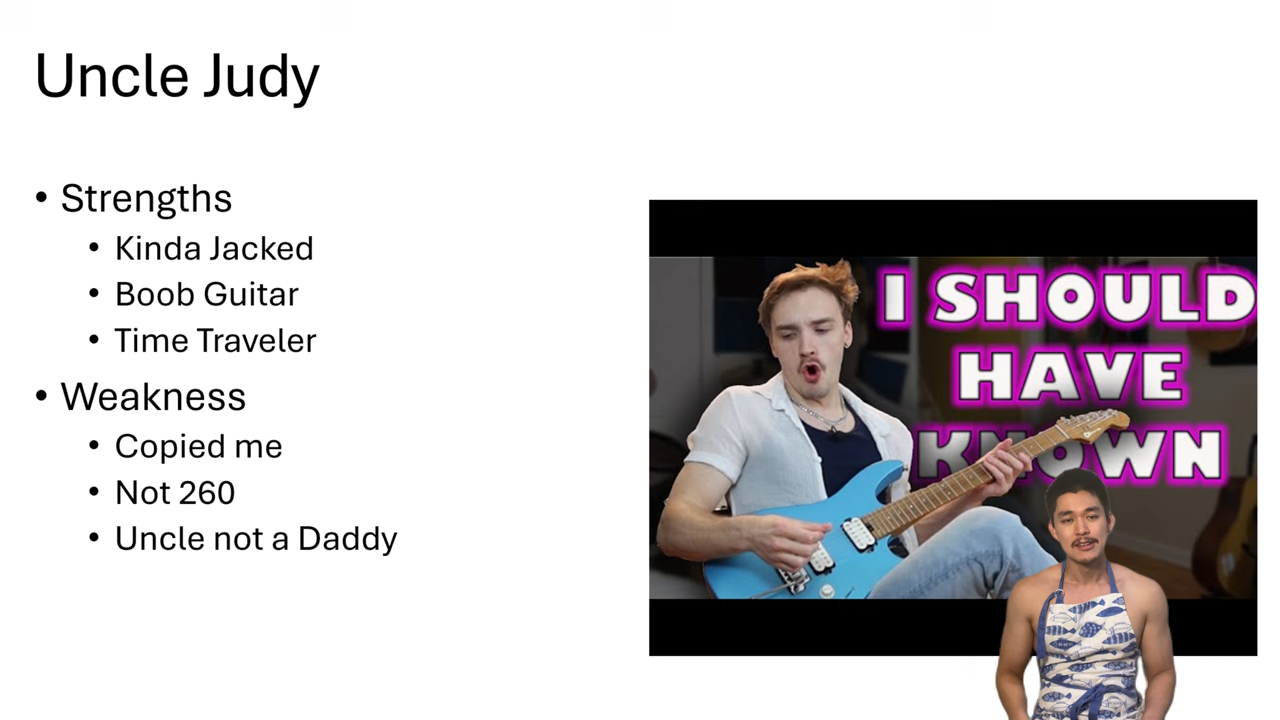 Uncle Judy
• Strengths
• Kinda Jacked
• Boob Guitar
• Time Traveler
• Weakness
• Copied me
• Not 260
• Uncle not a Daddy
I SHOULD
HAVE
KNOWN